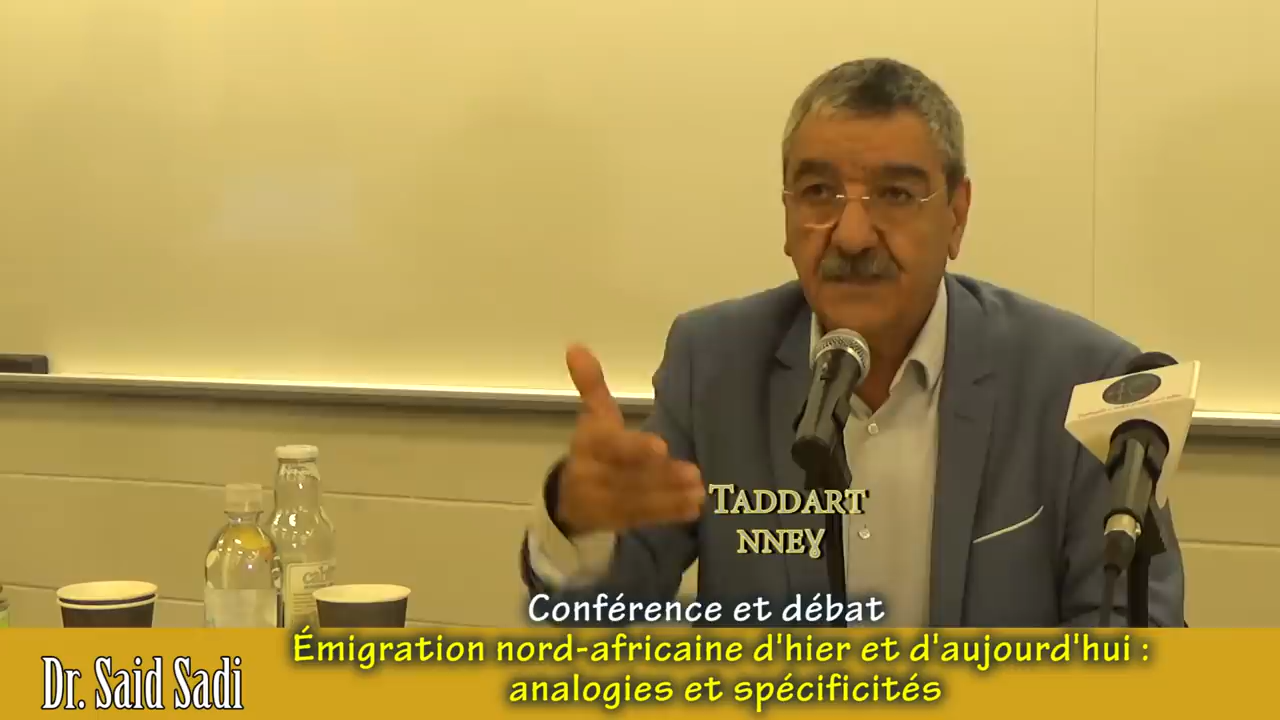 TADDART
NNEƔ
Conférence et débat
Émigration nord-africaine d'hier et d'aujourd'hui :
analogies et spécificités
Dr. Said Sadi